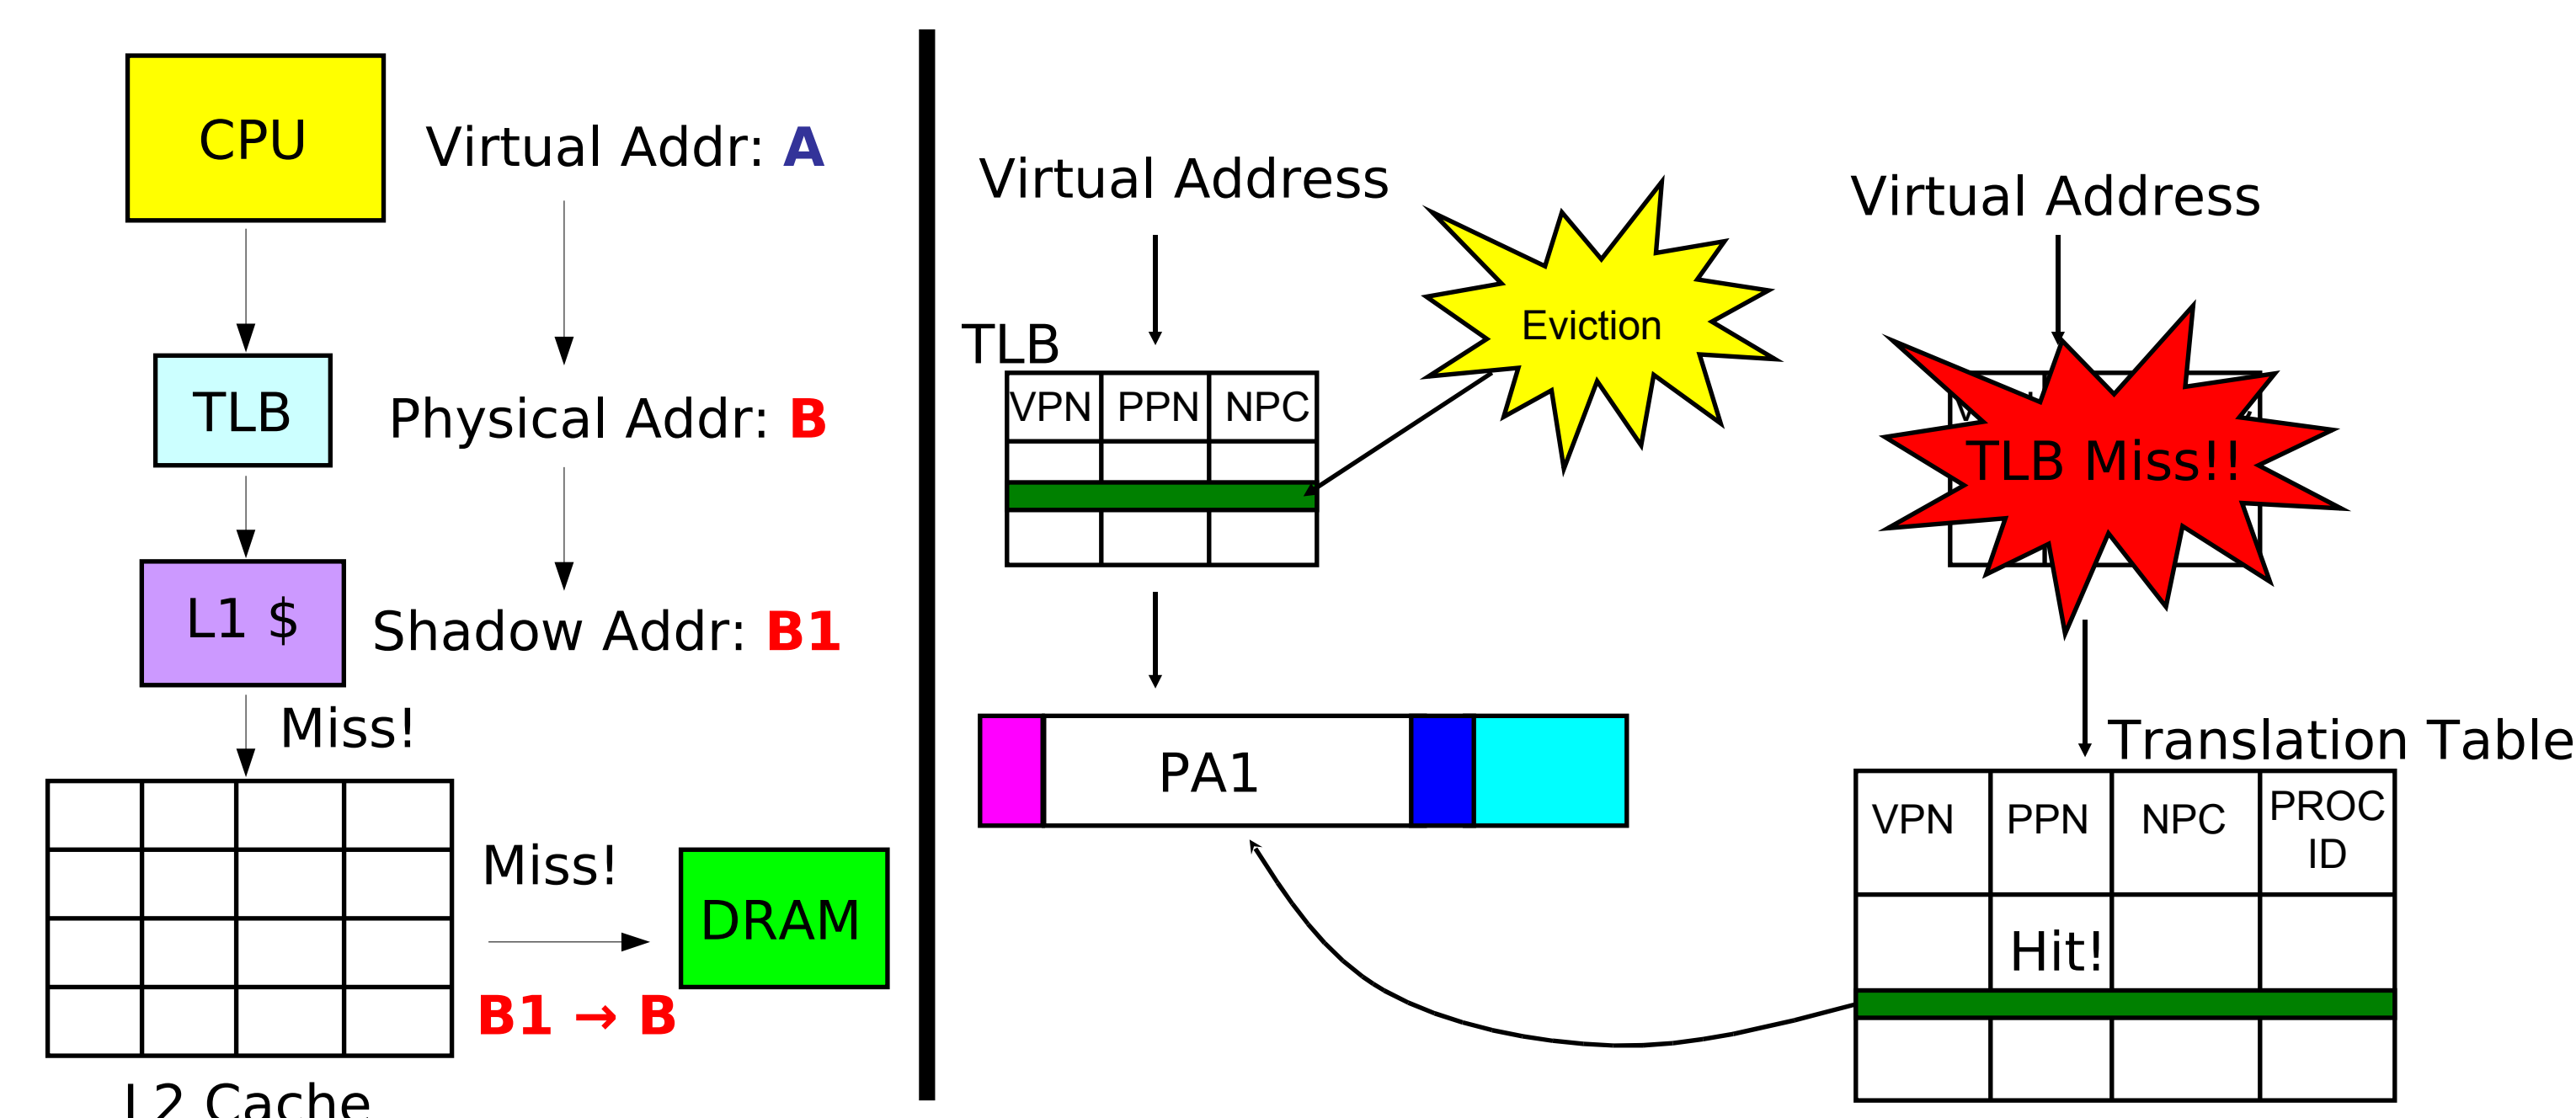 CPU
Virtual Addr: A
TLB
Physical Addr: B
L1 $
Shadow Addr: B1
Miss!
Miss!
DRAM
B1 → B
L2 Cache
Virtual Address
Eviction
TLB
VPN PPN NPC
PA1
Virtual Address
TLB Miss!!
Translation Table
VPN PPN NPC PROC
ID
Hit!